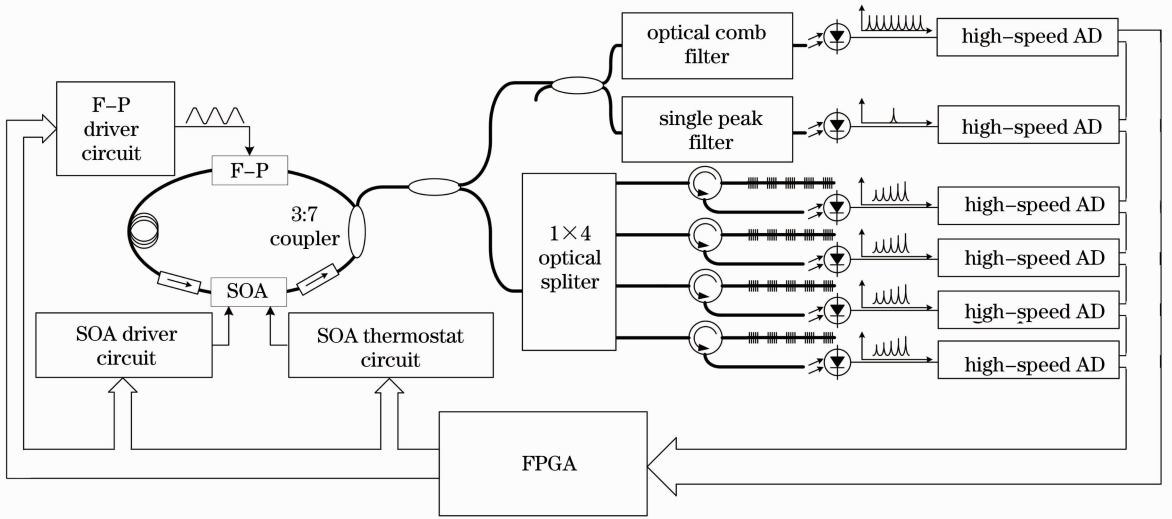 optical comb
filter
high-speed AD
F-P
driver
circuit
single peak
filter
high-speed AD
F-P
3:7
coupler
1×4
optical
spliter
high-speed AD
high-speed AD
high-speed AD
high-speed AD
SOA
SOA driver
circuit
SOA thermostat
circuit
FPGA